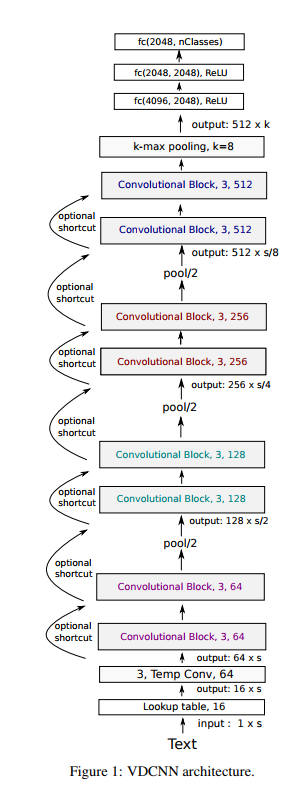 fc(2048, nClasses)
fc(2048, 2048), ReLU
fc(4096, 2048), ReLU
output: 512 x k
k-max pooling, k=8
Convolutional Block, 3, 512
optional
shortcut
Convolutional Block, 3, 512
output: 512 x s/8
pool/2
optional
shortcut
Convolutional Block, 3, 256
optional
shortcut
Convolutional Block, 3, 256
output: 256 x s/4
pool/2
optional
shortcut
Convolutional Block, 3, 128
optional
shortcut
Convolutional Block, 3, 128
output: 128 x s/2
pool/2
optional
shortcut
Convolutional Block, 3, 64
optional
shortcut
Convolutional Block, 3, 64
output: 64 x s
3, Temp Conv, 64
output: 16 x s
Lookup table, 16
input : 1 x s
Text
Figure 1: VDCNN architecture.